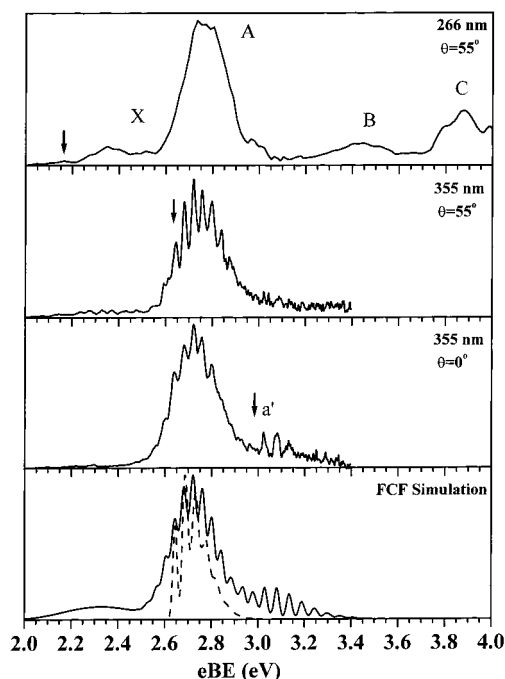 266 nm
θ=55°
A
X
B
C
355 nm
θ=55°
355 nm
θ=0°
a'
FCF Simulation
2.0 2.2 2.4 2.6 2.8 3.0 3.2 3.4 3.6 3.8 4.0
eBE (eV)